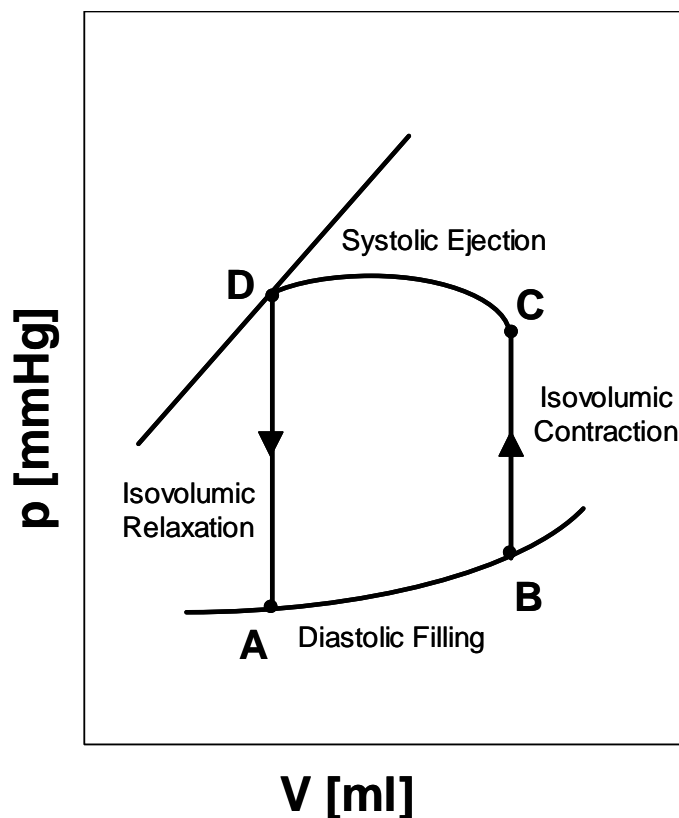 Systolic Ejection
D
C
p [mmHg]
Isovolumic
Contraction
Isovolumic
Relaxation
B
A
Diastolic Filling
V [ml]